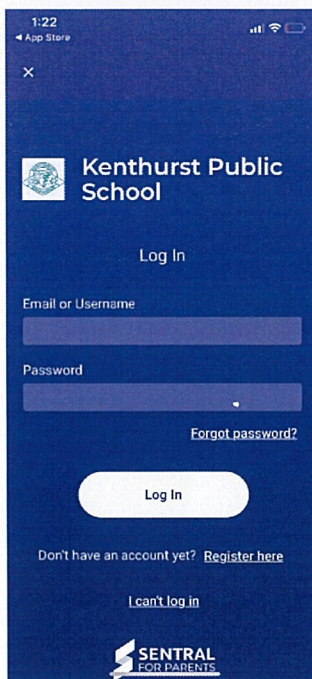 1:22
◀ App Store
×
Kenthurst Public
School
Log In
Email or Username
Password
Forgot password?
Log In
Don't have an account yet? Register here
I can't log in
SENTRAL
FOR PARENTS